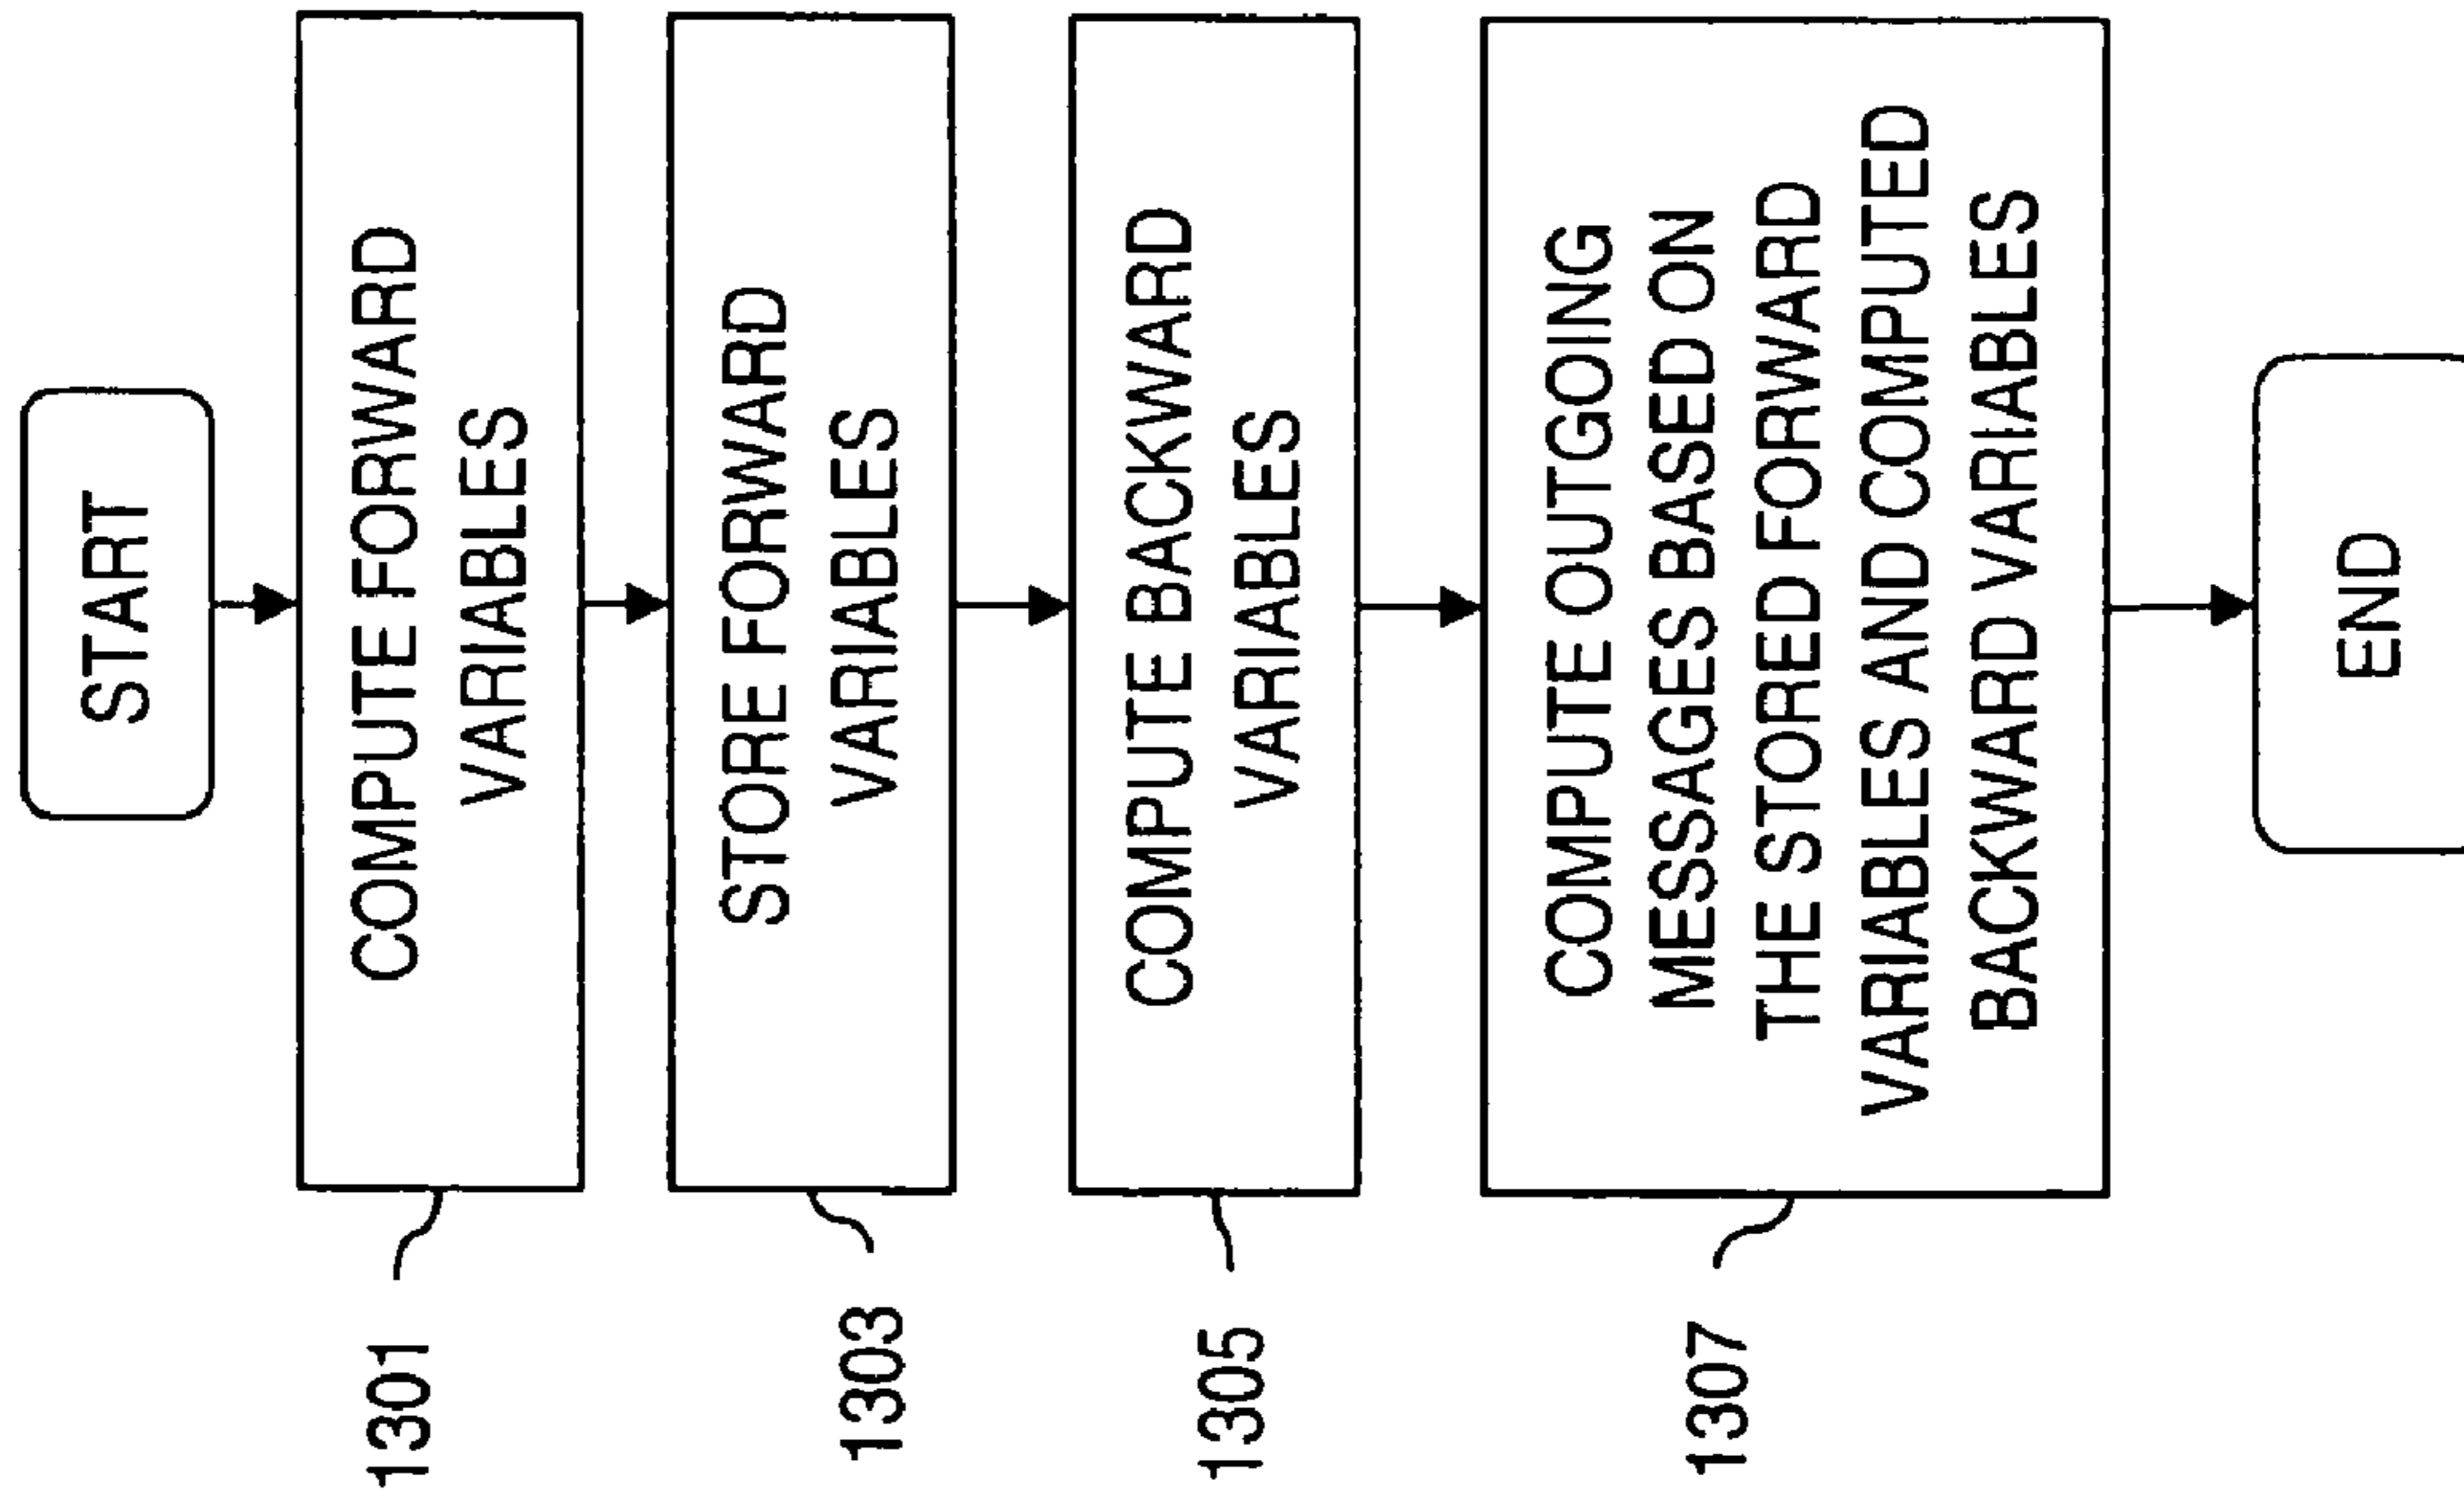 START
COMPUTE FORWARD
VARIABLES
1301
STORE FORWARD
VARIABLES
1303
COMPUTE BACKWARD
VARIABLES
1305
COMPUTE OUTGOING
MESSAGES BASED ON
THE STORED FORWARD
VARIABLES AND COMPUTED
BACKWARD VARIABLES
1307
END